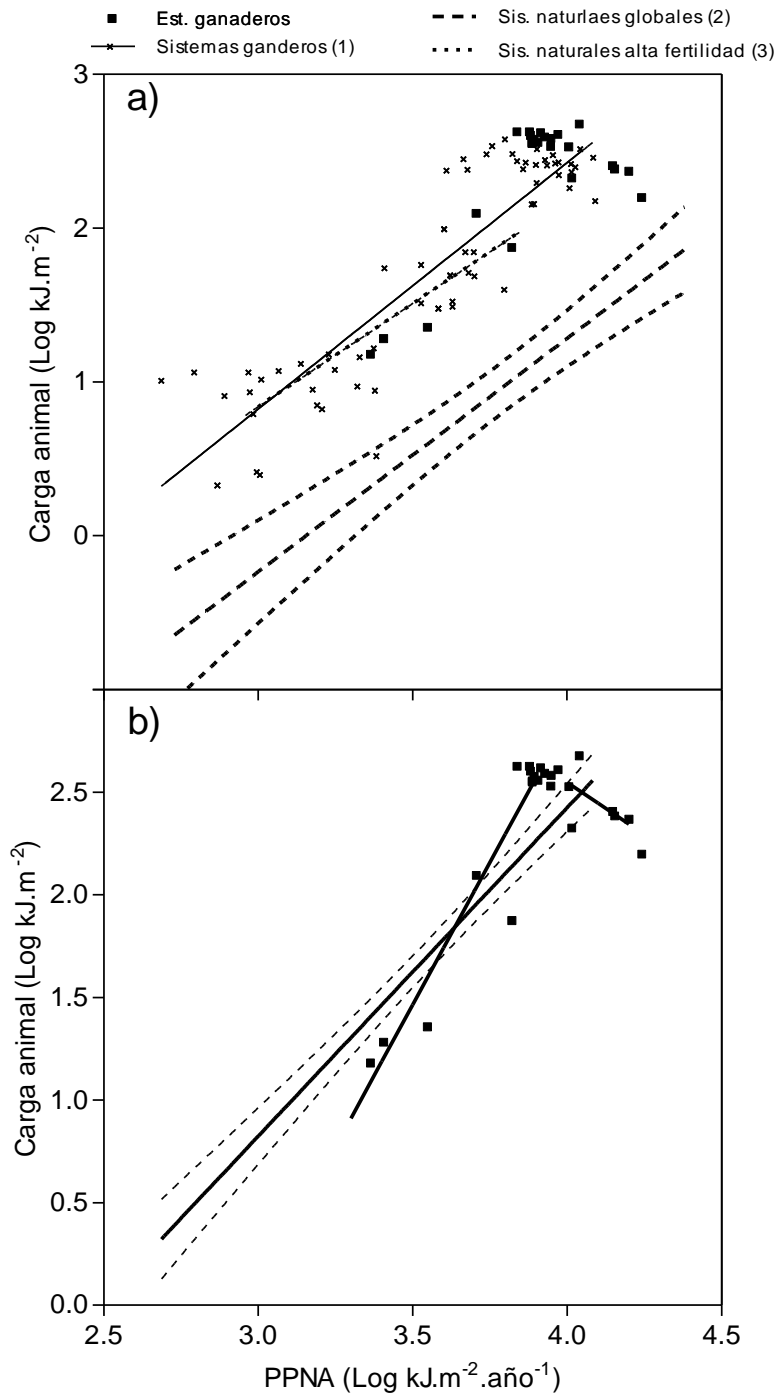 Est. ganaderos
Sistemas ganderos (1)
Sis. naturlaes globales (2)
Sis. naturales alta fertilidad (3)
a)
3
2
1
0
Carga animal (Log kJ.m⁻²)
b)
2.5
2.0
1.5
1.0
0.5
0.0
Carga animal (Log kJ.m⁻²)
2.5 3.0 3.5 4.0 4.5
PPNA (Log kJ.m⁻².año⁻¹)